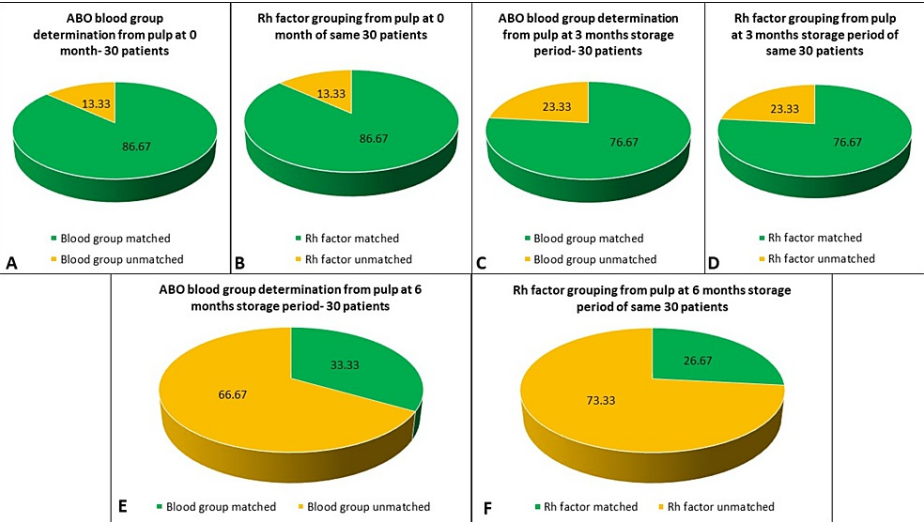 ABO blood group
determination from pulp at 0
month- 30 patients
13.33
86.67
Blood group matched
Blood group unmatched
A
Rh factor grouping from pulp at 0
month of same 30 patients
13.33
86.67
Rh factor matched
Rh factor unmatched
B
ABO blood group determination
from pulp at 3 months storage
period- 30 patients
23.33
76.67
Blood group matched
Blood group unmatched
C
Rh factor grouping from pulp
at 3 months storage period of
same 30 patients
23.33
76.67
Rh factor matched
Rh factor unmatched
D
ABO blood group determination from pulp at 6
months storage period- 30 patients
33.33
66.67
E Blood group matched Blood group unmatched
Rh factor grouping from pulp at 6 months storage
period of same 30 patients
26.67
73.33
F Rh factor matched Rh factor unmatched